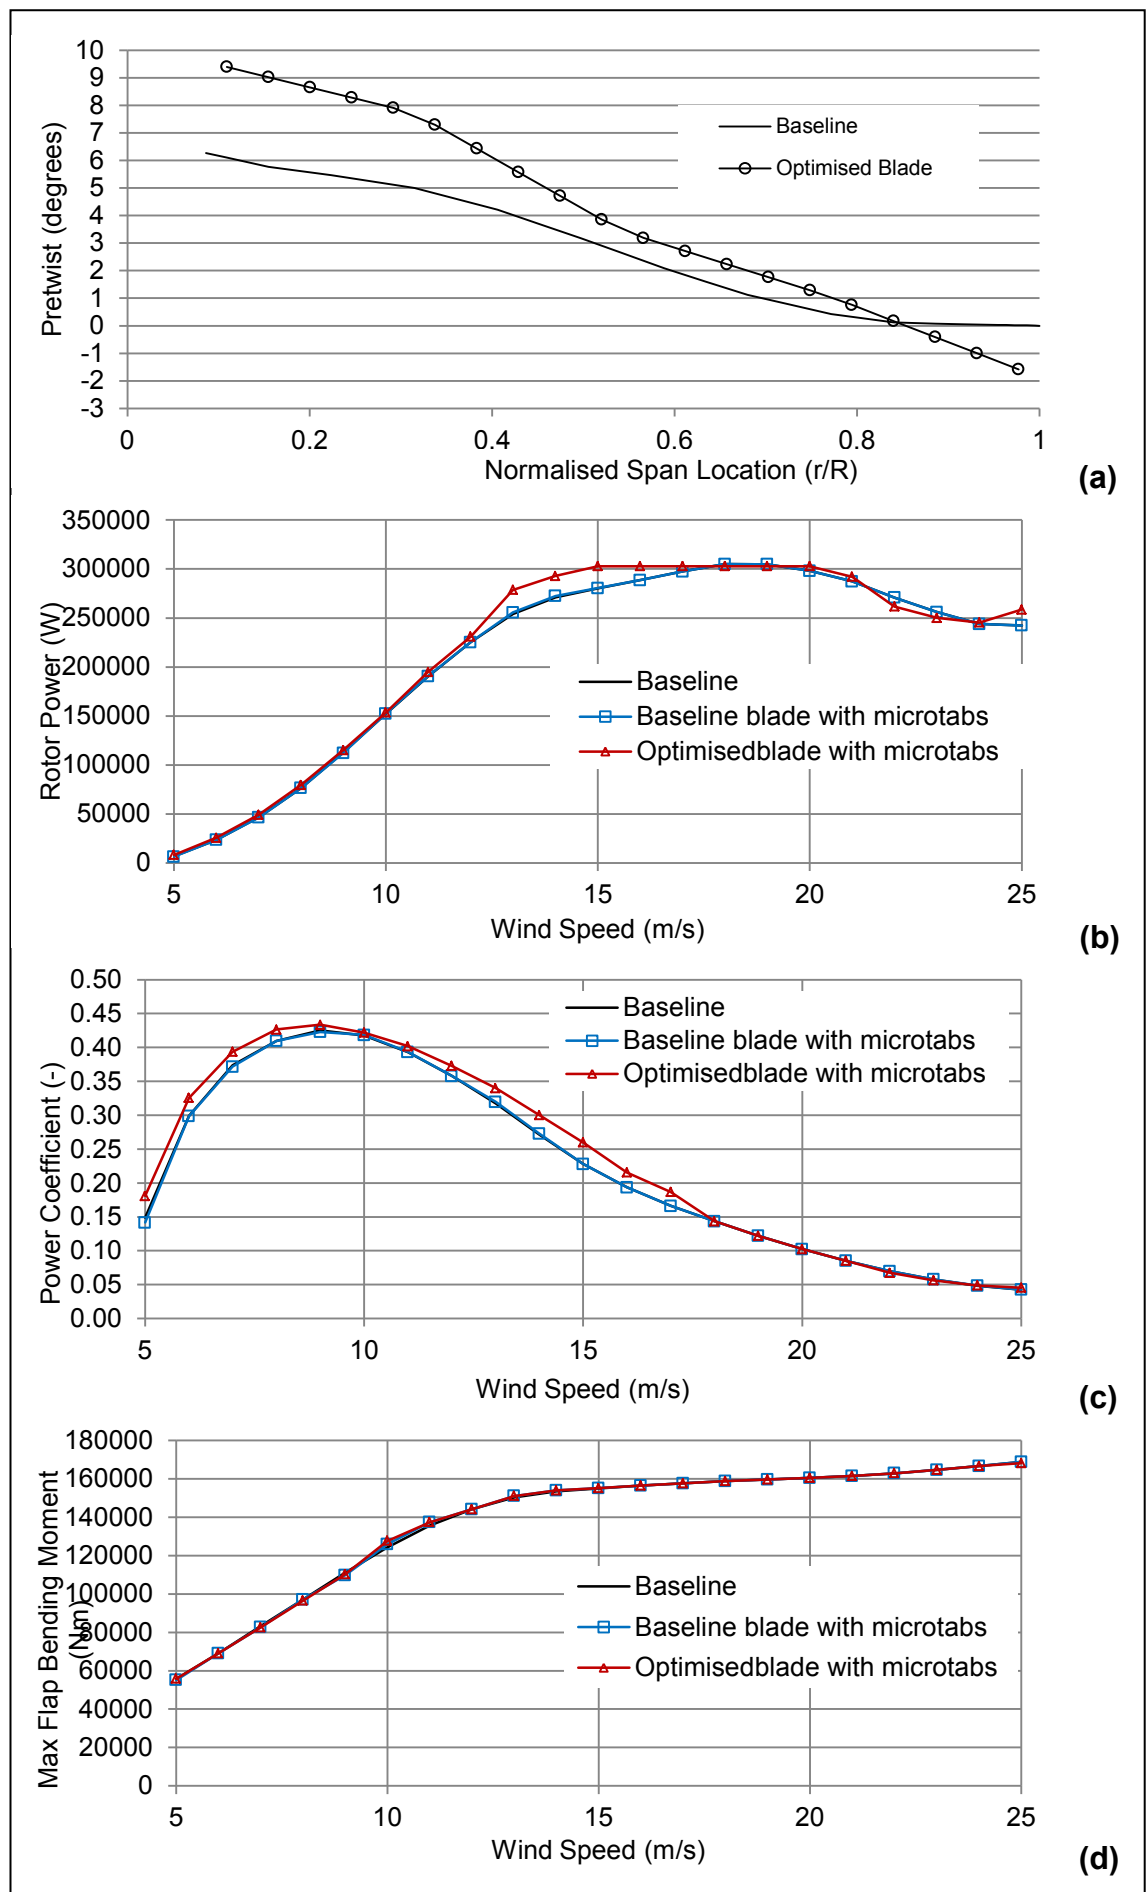 10
9
8
7
6
5
4
3
2
1
0
-1
-2
-3
Pretwist (degrees)
Baseline
Optimised Blade
0
0.2
0.4
0.6
0.8
1
Normalised Span Location (r/R)
(a)
350000
300000
250000
200000
150000
100000
50000
0
Rotor Power (W)
Baseline
Baseline blade with microtabs
Optimisedblade with microtabs
5
10
15
20
25
Wind Speed (m/s)
(b)
0.50
0.45
0.40
0.35
0.30
0.25
0.20
0.15
0.10
0.05
0.00
Power Coefficient (-)
Baseline
Baseline blade with microtabs
Optimisedblade with microtabs
5
10
15
20
25
Wind Speed (m/s)
(c)
180000
160000
140000
120000
100000
80000
60000
40000
20000
0
Max Flap Bending Moment
(Nm)
Baseline
Baseline blade with microtabs
Optimisedblade with microtabs
5
10
15
20
25
Wind Speed (m/s)
(d)